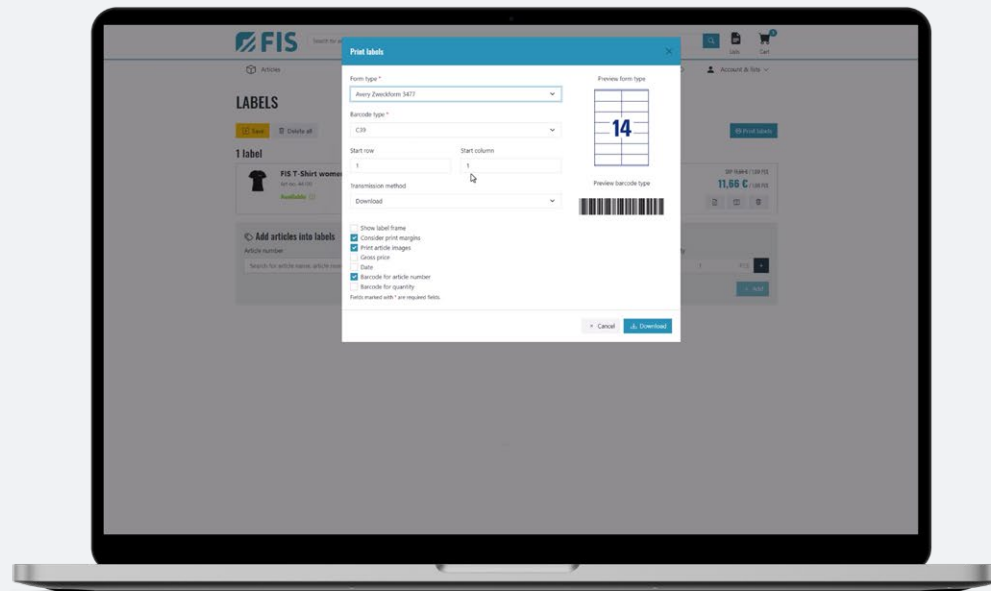 FIS
Lists
Cart
Articles
Account & Info
LABELS
Save
Delete all
Print labels
1 label
FIS T-Shirt wome
Available
11,66 €
Add articles into labels
Article number
+ Add
Print labels
Form type *
Avery Zweckform 3477
Barcode type *
C39
Start row
Start column
1
1
Transmission method
Download
Show label frame
Consider print margins
Print article images
Gross price
Date
Barcode for article number
Barcode for quantity
Fields marked with * are required fields.
Preview form type
14
Preview barcode type
× Cancel
Download